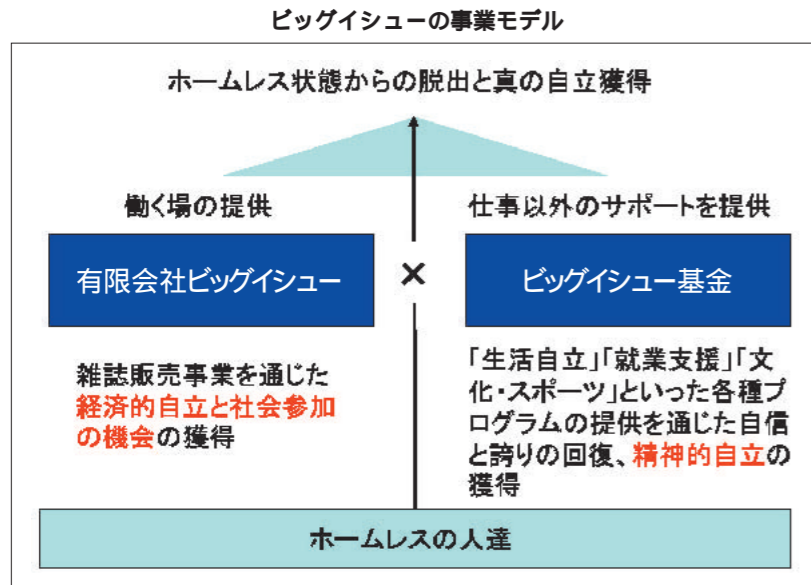 ビッグイシューの事業モデル
ホームレス状態からの脱出と真の自立獲得
働く場の提供
仕事以外のサポートを提供
有限会社ビッグイシュー
×
ビッグイシュー基金
雑誌販売事業を通じた
経済的自立と社会参加
の機会の獲得
「生活自立」「就業支援」「文
化・スポーツ」といった各種プ
ログラムの提供を通じた自信
と誇りの回復、精神的自立の
獲得
ホームレスの人達